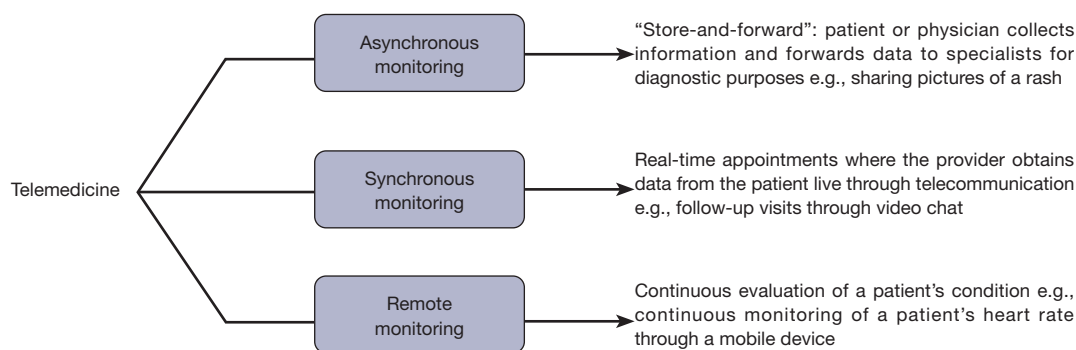 Telemedicine
Asynchronous
monitoring
“Store-and-forward”: patient or physician collects
information and forwards data to specialists for
diagnostic purposes e.g., sharing pictures of a rash
Synchronous
monitoring
Real-time appointments where the provider obtains
data from the patient live through telecommunication
e.g., follow-up visits through video chat
Remote
monitoring
Continuous evaluation of a patient’s condition e.g.,
continuous monitoring of a patient’s heart rate
through a mobile device